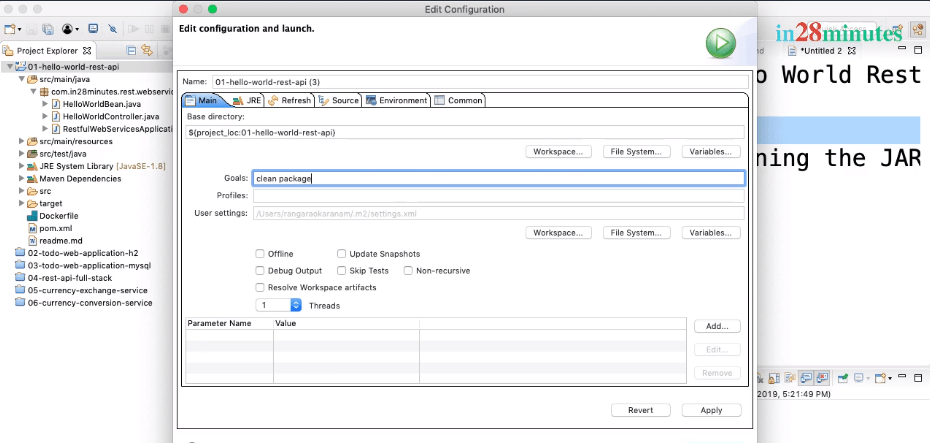 Edit Configuration
Edit configuration and launch.
in28minutes
Project Explorer
*Untitled 2
Name: 01-hello-world-rest-api (3)
Main JRE Refresh Source Environment Common
Base directory:
${project_loc:01-hello-world-rest-api}
Workspace... File System... Variables...
Goals: clean package
Profiles:
User settings: /Users/rangaraokaranam/.m2/settings.xml
Workspace... File System... Variables...
Offline Update Snapshots
Debug Output Skip Tests Non-recursive
Resolve Workspace artifacts
1 Threads
Parameter Name Value
Add...
Edit...
Remove
Revert Apply
01-hello-world-rest-api
src/main/java
com.in28minutes.rest.webservic
HelloWorldBean.java
HelloWorldController.java
RestfulWebServicesApplicati
src/main/resources
src/test/java
JRE System Library [JavaSE-1.8]
Maven Dependencies
src
target
Dockerfile
pom.xml
readme.md
02-todo-web-application-h2
03-todo-web-application-mysql
04-rest-api-full-stack
05-currency-exchange-service
06-currency-conversion-service
o World Rest
ning the JAR
2019, 5:21:49 PM)